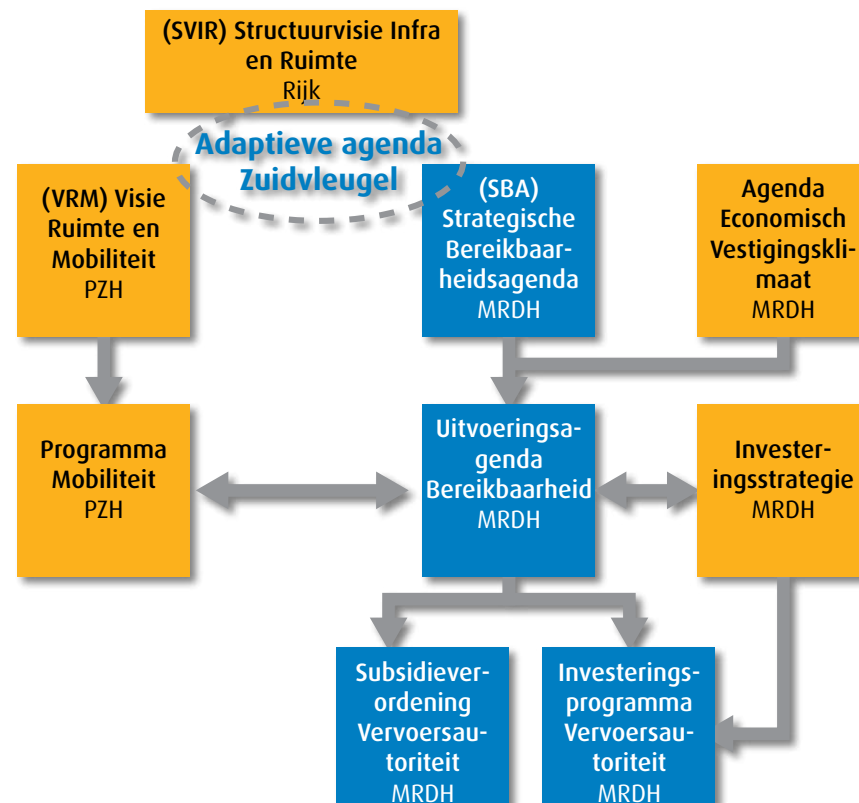 (SVIR) Structuurvisie Infra
en Ruimte
Rijk
Adaptieve agenda
Zuidvleugel
(VRM) Visie
Ruimte en
Mobiliteit
PZH
(SBA)
Strategische
Bereikbaar-
heidsagenda
MRDH
Agenda
Economisch
Vestigingskli-
maat
MRDH
Programma
Mobiliteit
PZH
Uitvoeringsa-
genda
Bereikbaarheid
MRDH
Invester-
ingsstrategie
MRDH
Subsidiever-
ordening
Vervoersau-
toriteit
MRDH
Investerings-
programma
Vervoersau-
toriteit
MRDH